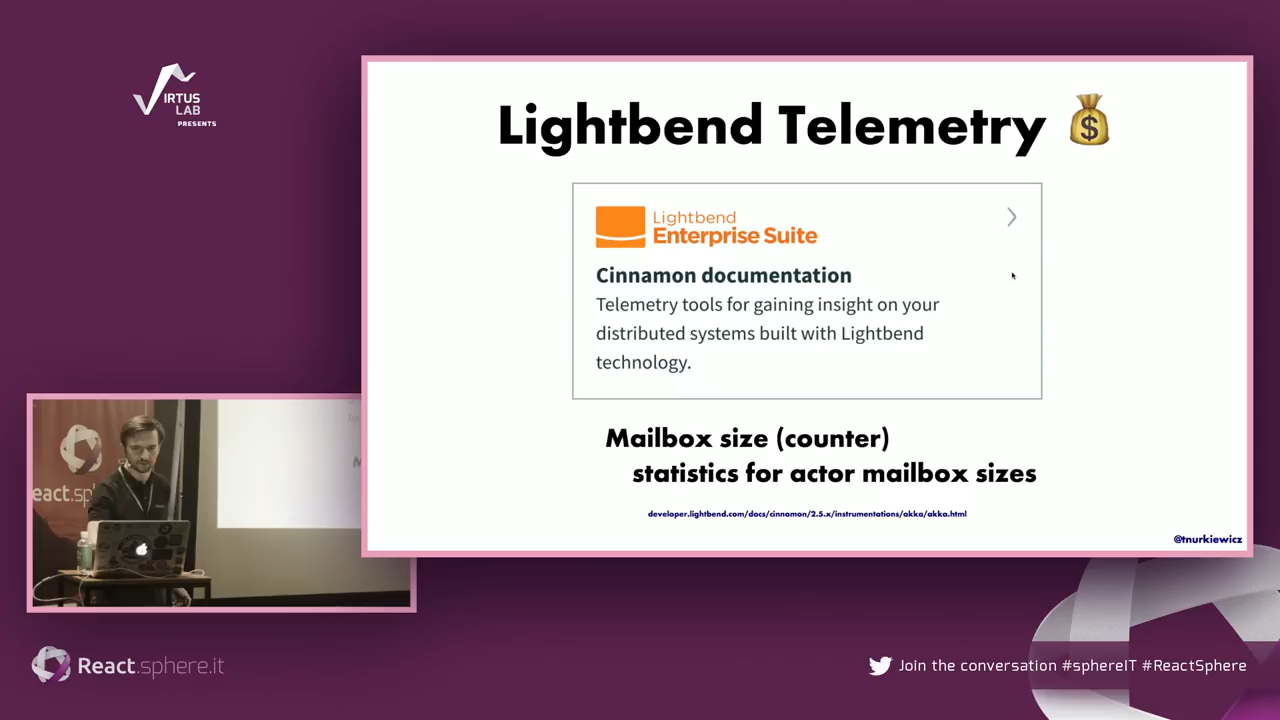 VIRTUS
LAB
PRESENTS
Lightbend Telemetry
Lightbend
Enterprise Suite
Cinnamon documentation
Telemetry tools for gaining insight on your
distributed systems built with Lightbend
technology.
Mailbox size (counter)
statistics for actor mailbox sizes
developer.lightbend.com/docs/cinnamon/2.5.x/instrumentations/akka/akka.html
@tnurkiewicz
eact.sp
React.sphere.it
Join the conversation #sphereIT #ReactSphere